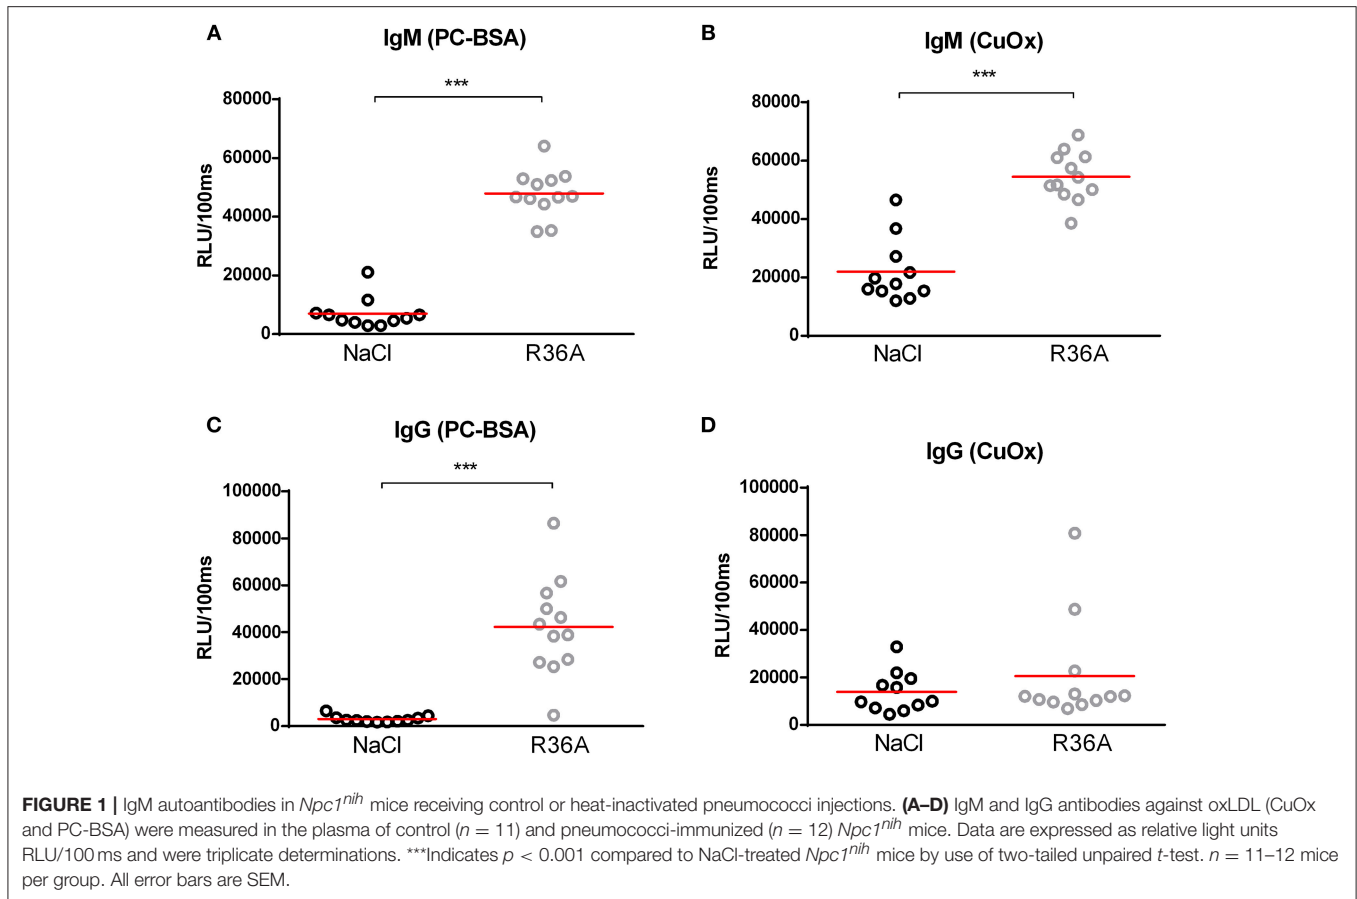 A
IgM (PC-BSA)
***
80000
60000
40000
20000
0
RLU/100ms
NaCl
R36A
B
IgM (CuOx)
***
80000
60000
40000
20000
0
RLU/100ms
NaCl
R36A
C
IgG (PC-BSA)
***
100000
80000
60000
40000
20000
0
RLU/100ms
NaCl
R36A
D
IgG (CuOx)
100000
80000
60000
40000
20000
0
RLU/100ms
NaCl
R36A
FIGURE 1 | IgM autoantibodies in Npc1nih mice receiving control or heat-inactivated pneumococci injections. (A–D) IgM and IgG antibodies against oxLDL (CuOx
and PC-BSA) were measured in the plasma of control (n = 11) and pneumococci-immunized (n = 12) Npc1nih mice. Data are expressed as relative light units
RLU/100 ms and were triplicate determinations. ***Indicates p < 0.001 compared to NaCl-treated Npc1nih mice by use of two-tailed unpaired t-test. n = 11–12 mice
per group. All error bars are SEM.